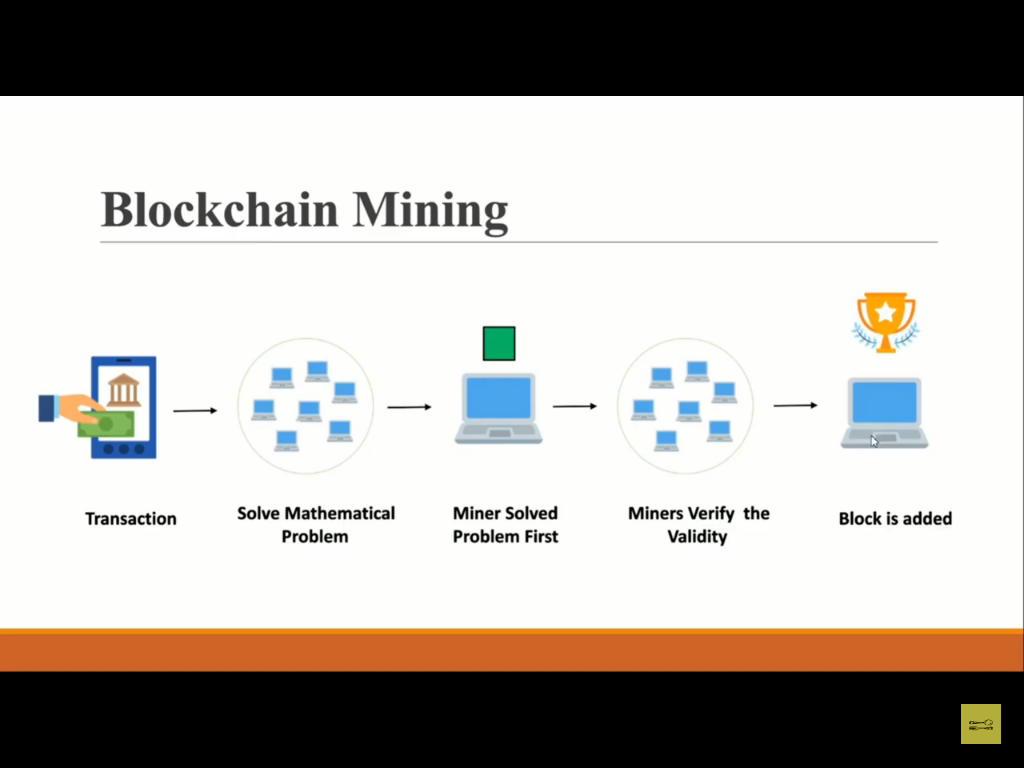 Blockchain Mining
Transaction
Solve Mathematical
Problem
Miner Solved
Problem First
Miners Verify the
Validity
Block is added